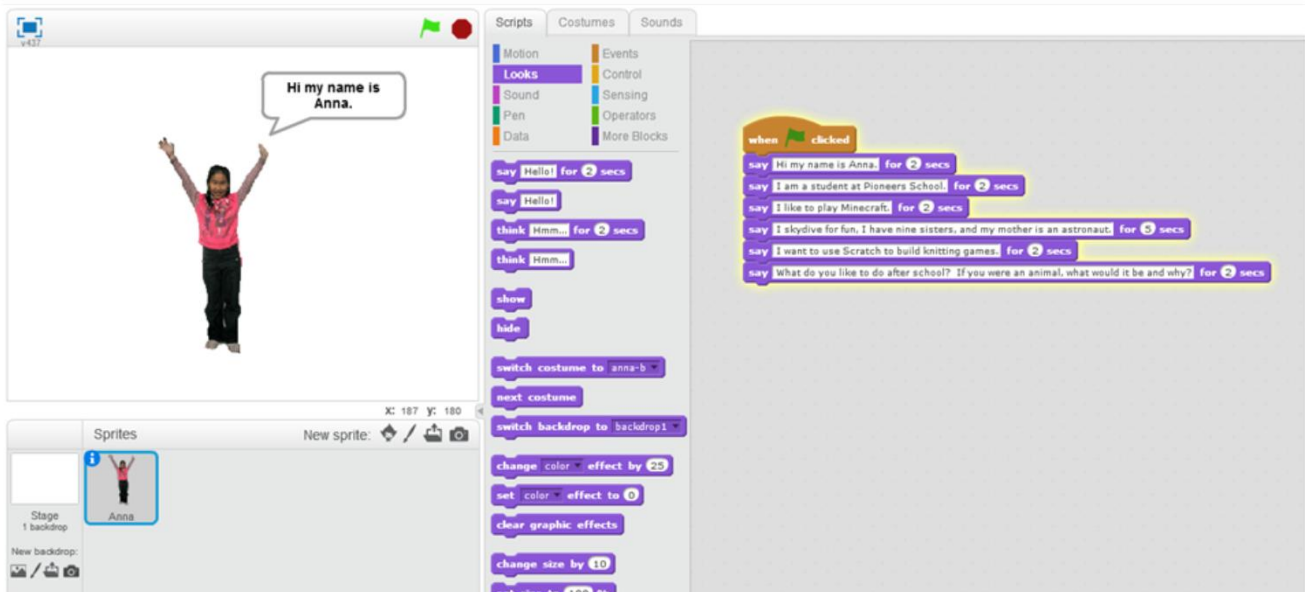 v437
Hi my name is
Anna.
x: 187 y: 180
Sprites
New sprite:
Stage
1 backdrop
New backdrop:
Anna
Scripts
Costumes
Sounds
Motion
Looks
Sound
Pen
Data
Events
Control
Sensing
Operators
More Blocks
say Hello! for 2 secs
say Hello!
think Hmm... for 2 secs
think Hmm...
show
hide
switch costume to anna-b
next costume
switch backdrop to backdrop1
change color effect by 25
set color effect to 0
clear graphic effects
change size by 10
when clicked
say Hi my name is Anna. for 2 secs
say I am a student at Pioneers School. for 2 secs
say I like to play Minecraft. for 2 secs
say I skydive for fun, I have nine sisters, and my mother is an astronaut. for 5 secs
say I want to use Scratch to build knitting games. for 2 secs
say What do you like to do after school? If you were an animal, what would it be and why? for 2 secs